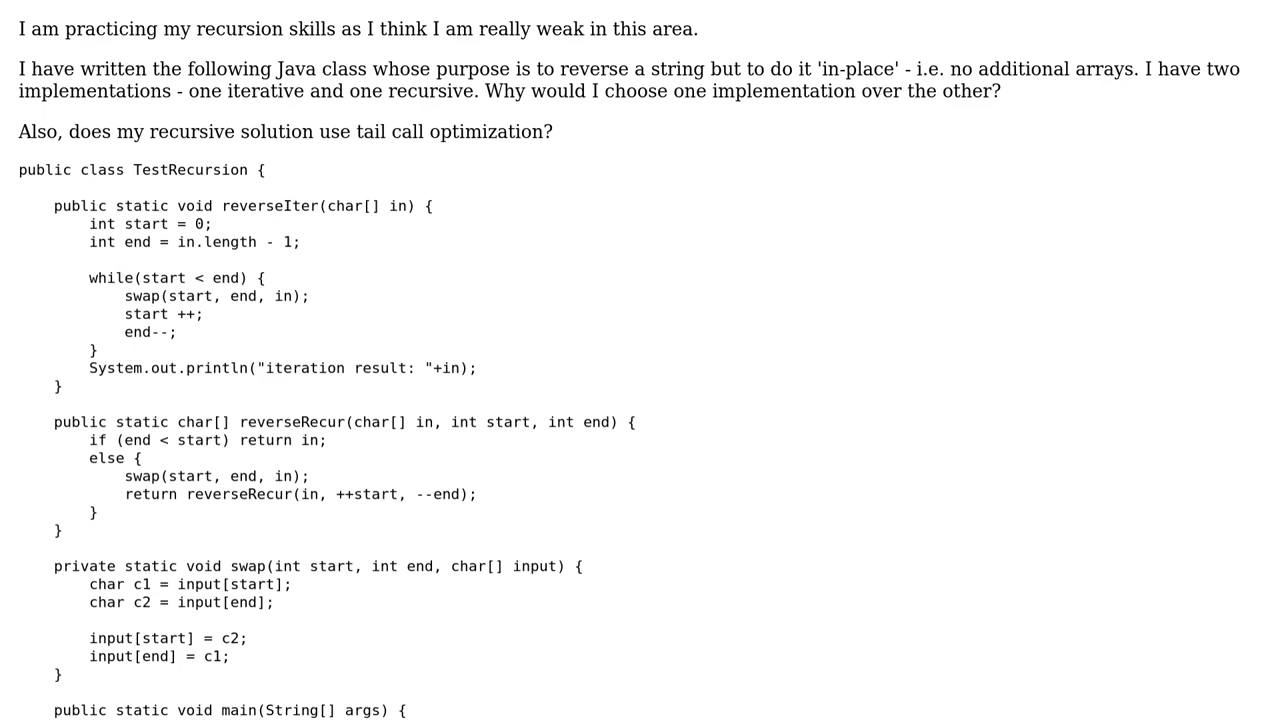 I am practicing my recursion skills as I think I am really weak in this area.
I have written the following Java class whose purpose is to reverse a string but to do it 'in-place' - i.e. no additional arrays. I have two
implementations - one iterative and one recursive. Why would I choose one implementation over the other?
Also, does my recursive solution use tail call optimization?
public class TestRecursion {
    public static void reverseIter(char[] in) {
        int start = 0;
        int end = in.length - 1;
        while(start < end) {
            swap(start, end, in);
            start ++;
            end--;
        }
        System.out.println("iteration result: "+in);
    }
    public static char[] reverseRecur(char[] in, int start, int end) {
        if (end < start) return in;
        else {
            swap(start, end, in);
            return reverseRecur(in, ++start, --end);
        }
    }
    private static void swap(int start, int end, char[] input) {
        char c1 = input[start];
        char c2 = input[end];
        input[start] = c2;
        input[end] = c1;
    }
    public static void main(String[] args) {